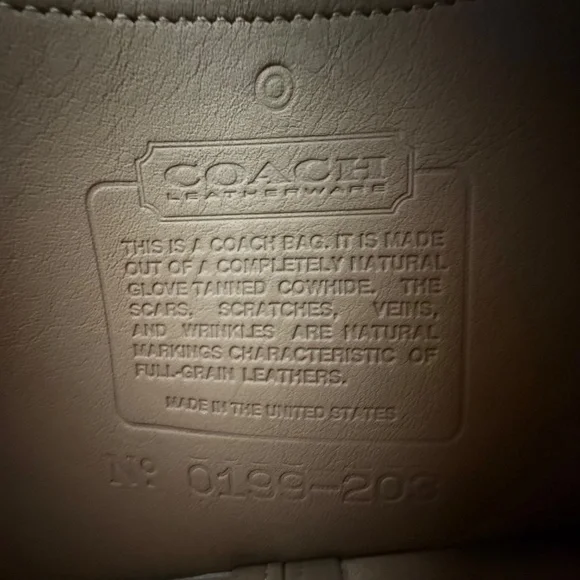 COACH
LEATHERWARE
THIS IS A COACH BAG. IT IS MADE
OUT OF A COMPLETELY NATURAL
GLOVE TANNED COWHIDE. THE
SCARS, SCRATCHES, VEINS,
AND WRINKLES ARE NATURAL
MARKINGS CHARACTERISTIC OF
FULL-GRAIN LEATHERS.
MADE IN THE UNITED STATES
No 0199-203